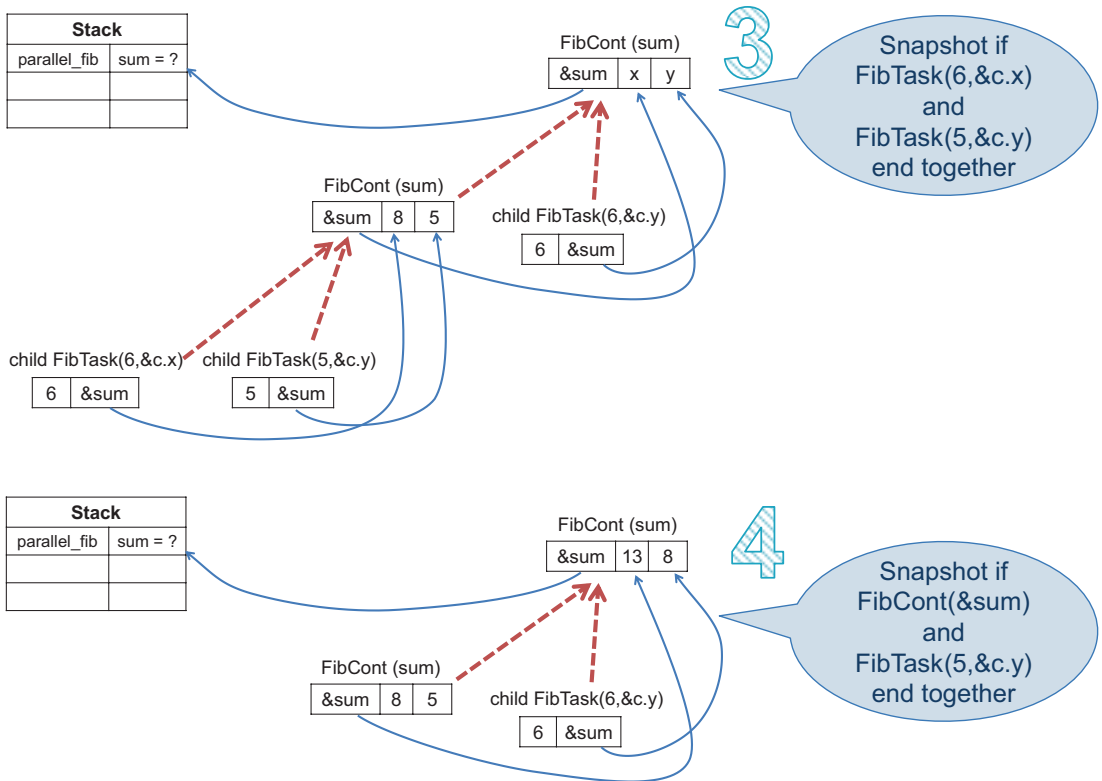 Stack
parallel_fib sum = ?
FibCont (sum)
&sum x y
3
Snapshot if
FibTask(6,&c.x)
and
FibTask(5,&c.y)
end together
FibCont (sum)
&sum 8 5
child FibTask(6,&c.y)
6 &sum
child FibTask(6,&c.x)
6 &sum
child FibTask(5,&c.y)
5 &sum
Stack
parallel_fib sum = ?
FibCont (sum)
&sum 13 8
4
Snapshot if
FibCont(&sum)
and
FibTask(5,&c.y)
end together
FibCont (sum)
&sum 8 5
child FibTask(6,&c.y)
6 &sum